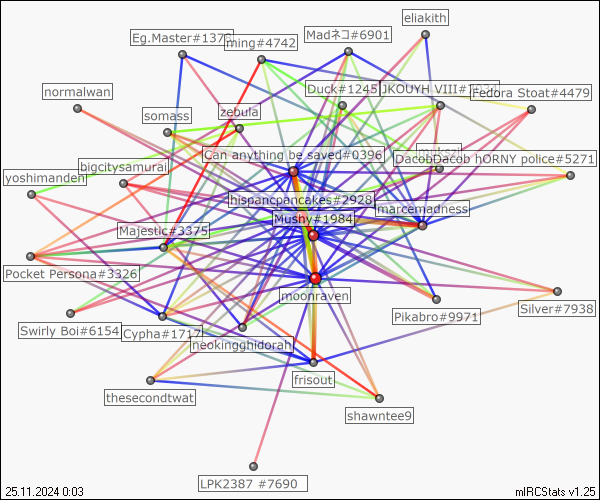 eliakith
Eg.Master#1378
ming#4742
Madネコ#6901
normalwan
Duck#1245
JKOUYH VIII#
fedora Stoat#4479
somass
zebula
Can anything be saved#0396
bigcitysamurai
DacobDacob hORNY police#5271
yoshimanden
hispancpancakes#2928
marcemadness
Mushy#1984
Majestic#3375
Pocket Persona#3326
moonraven
Swirly Boi#6154
Cypha#1717
neokingghidorah
Pikabro#9971
Silver#7938
frisout
thesecondtwat
shawntee9
LPK2387 #7690
25.11.2024 0:03
mIRCStats v1.25